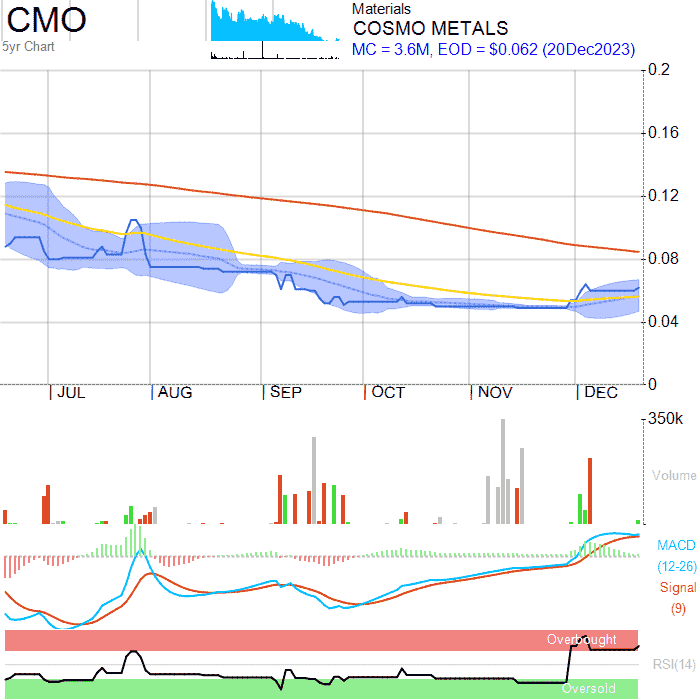 CMO
5yr Chart
Materials
COSMO METALS
MC = 3.6M, EOD = $0.062 (20Dec2023)
0.2
0.16
0.12
0.08
0.04
0
JUL AUG SEP OCT NOV DEC
350k
Volume
MACD
(12-26)
Signal
(9)
Overbought
RSI(14)
Oversold